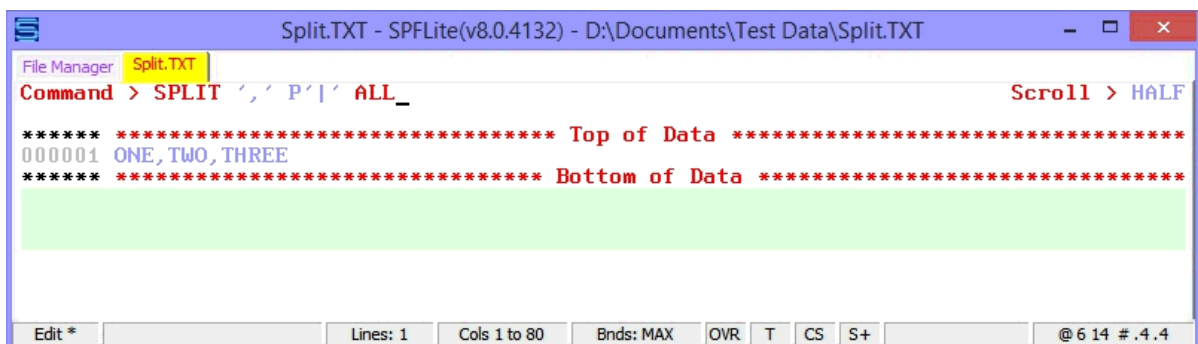 Split.TXT - SPFLite(v8.0.4132) - D:\Documents\Test Data\Split.TXT
File Manager Split.TXT
Command > SPLIT ',' P'|' ALL_ Scroll > HALF
****** ********************************* Top of Data **********************************
000001 ONE,TWO,THREE
****** ******************************** Bottom of Data ********************************
Edit * Lines: 1 Cols 1 to 80 Bnds: MAX OVR T CS S+ @ 6 14 # .4 .4